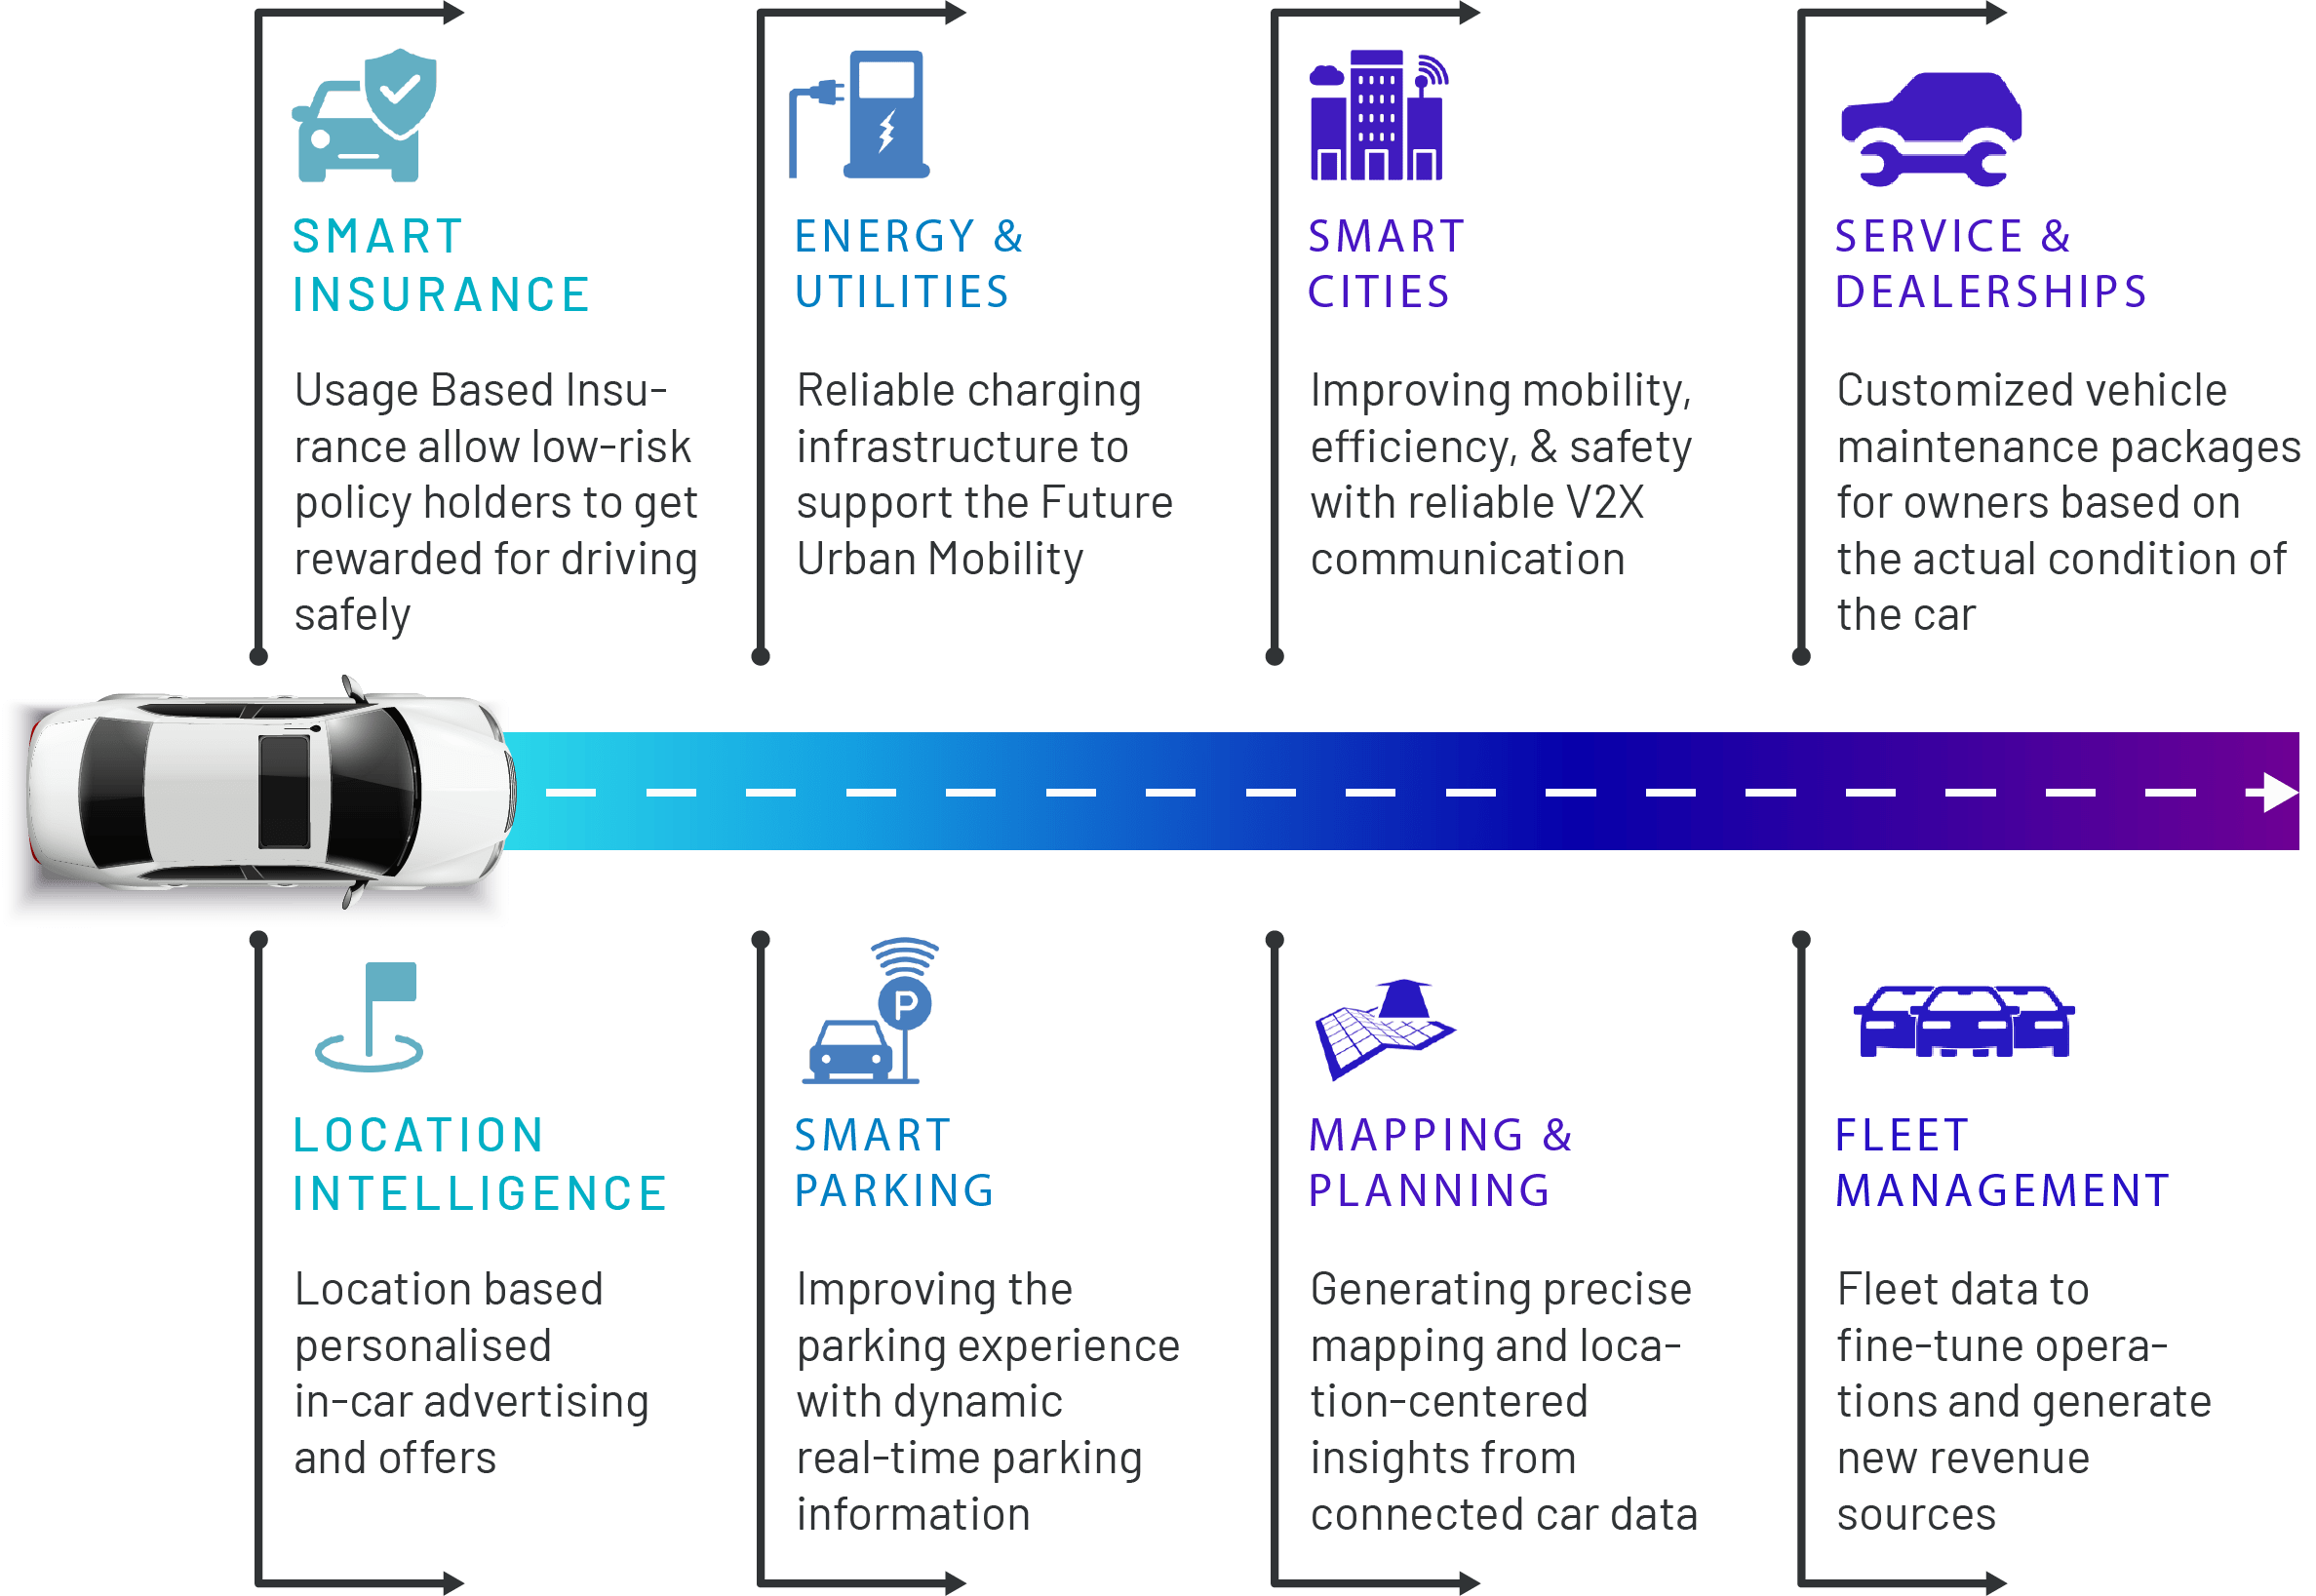 SMART
INSURANCE
Usage Based Insu-
rance allow low-risk
policy holders to get
rewarded for driving
safely
ENERGY &
UTILITIES
Reliable charging
infrastructure to
support the Future
Urban Mobility
SMART
CITIES
Improving mobility,
efficiency, & safety
with reliable V2X
communication
SERVICE &
DEALERSHIPS
Customized vehicle
maintenance packages
for owners based on
the actual condition of
the car
LOCATION
INTELLIGENCE
Location based
personalised
in-car advertising
and offers
P
SMART
PARKING
Improving the
parking experience
with dynamic
real-time parking
information
MAPPING &
PLANNING
Generating precise
mapping and loca-
tion-centered
insights from
connected car data
FLEET
MANAGEMENT
Fleet data to
fine-tune opera-
tions and generate
new revenue
sources